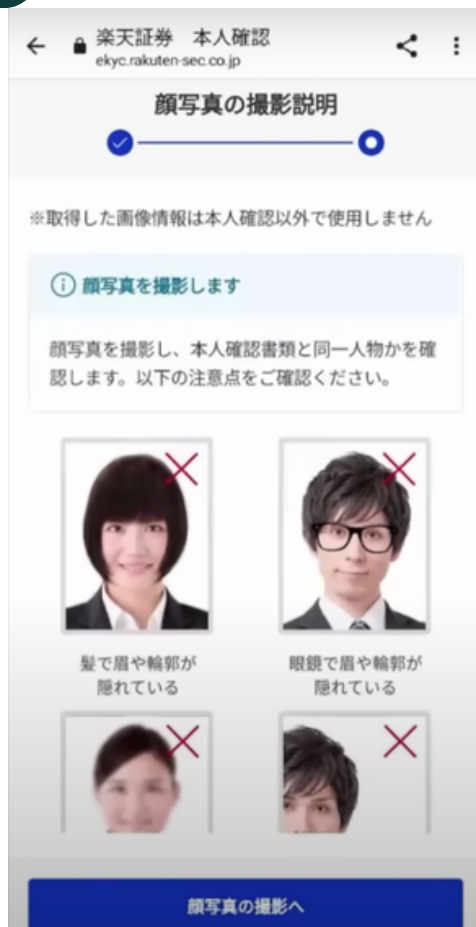 楽天証券　本人確認
ekyc.rakuten-sec.co.jp
顔写真の撮影説明
※取得した画像情報は本人確認以外で使用しません
顔写真を撮影します
顔写真を撮影し、本人確認書類と同一人物かを確
認します。以下の注意点をご確認ください。
髪で眉や輪郭が
隠れている
眼鏡で眉や輪郭が
隠れている
顔写真の撮影へ